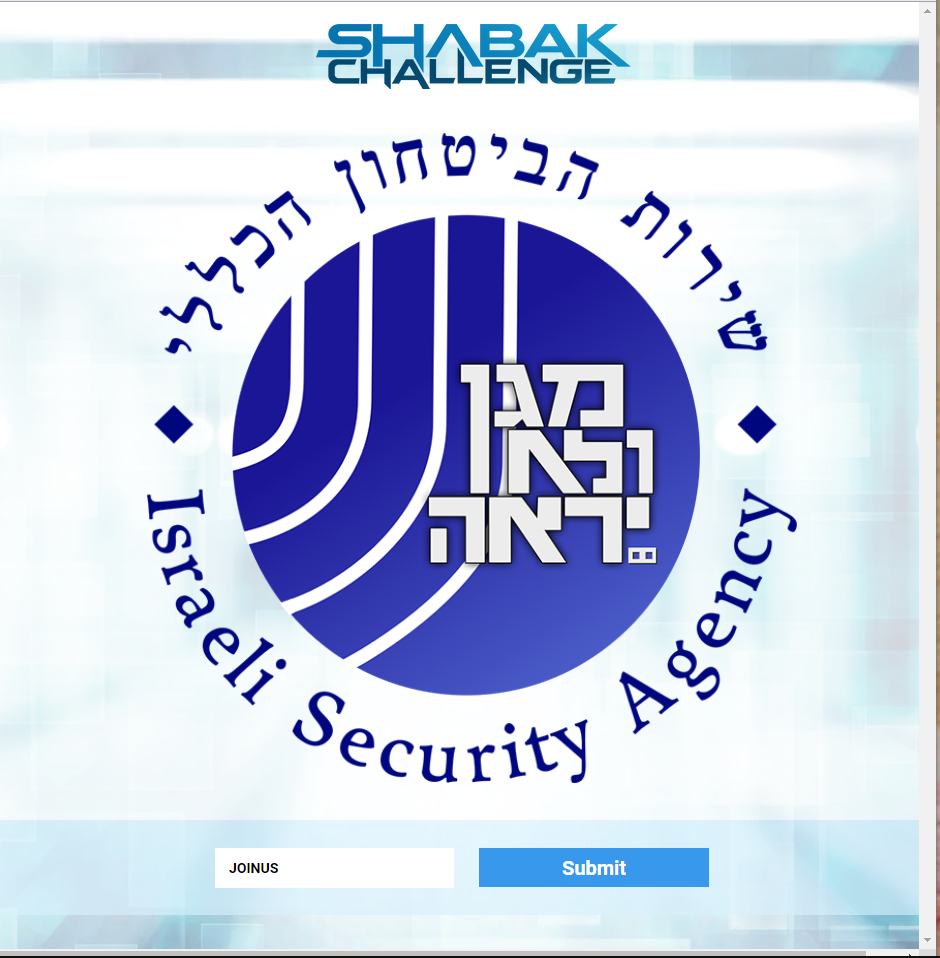 SHABAK
CHALLENGE
שירות הביטחון הכללי
מגן
ולא
יראה
Israeli Security Agency
JOINUS
Submit